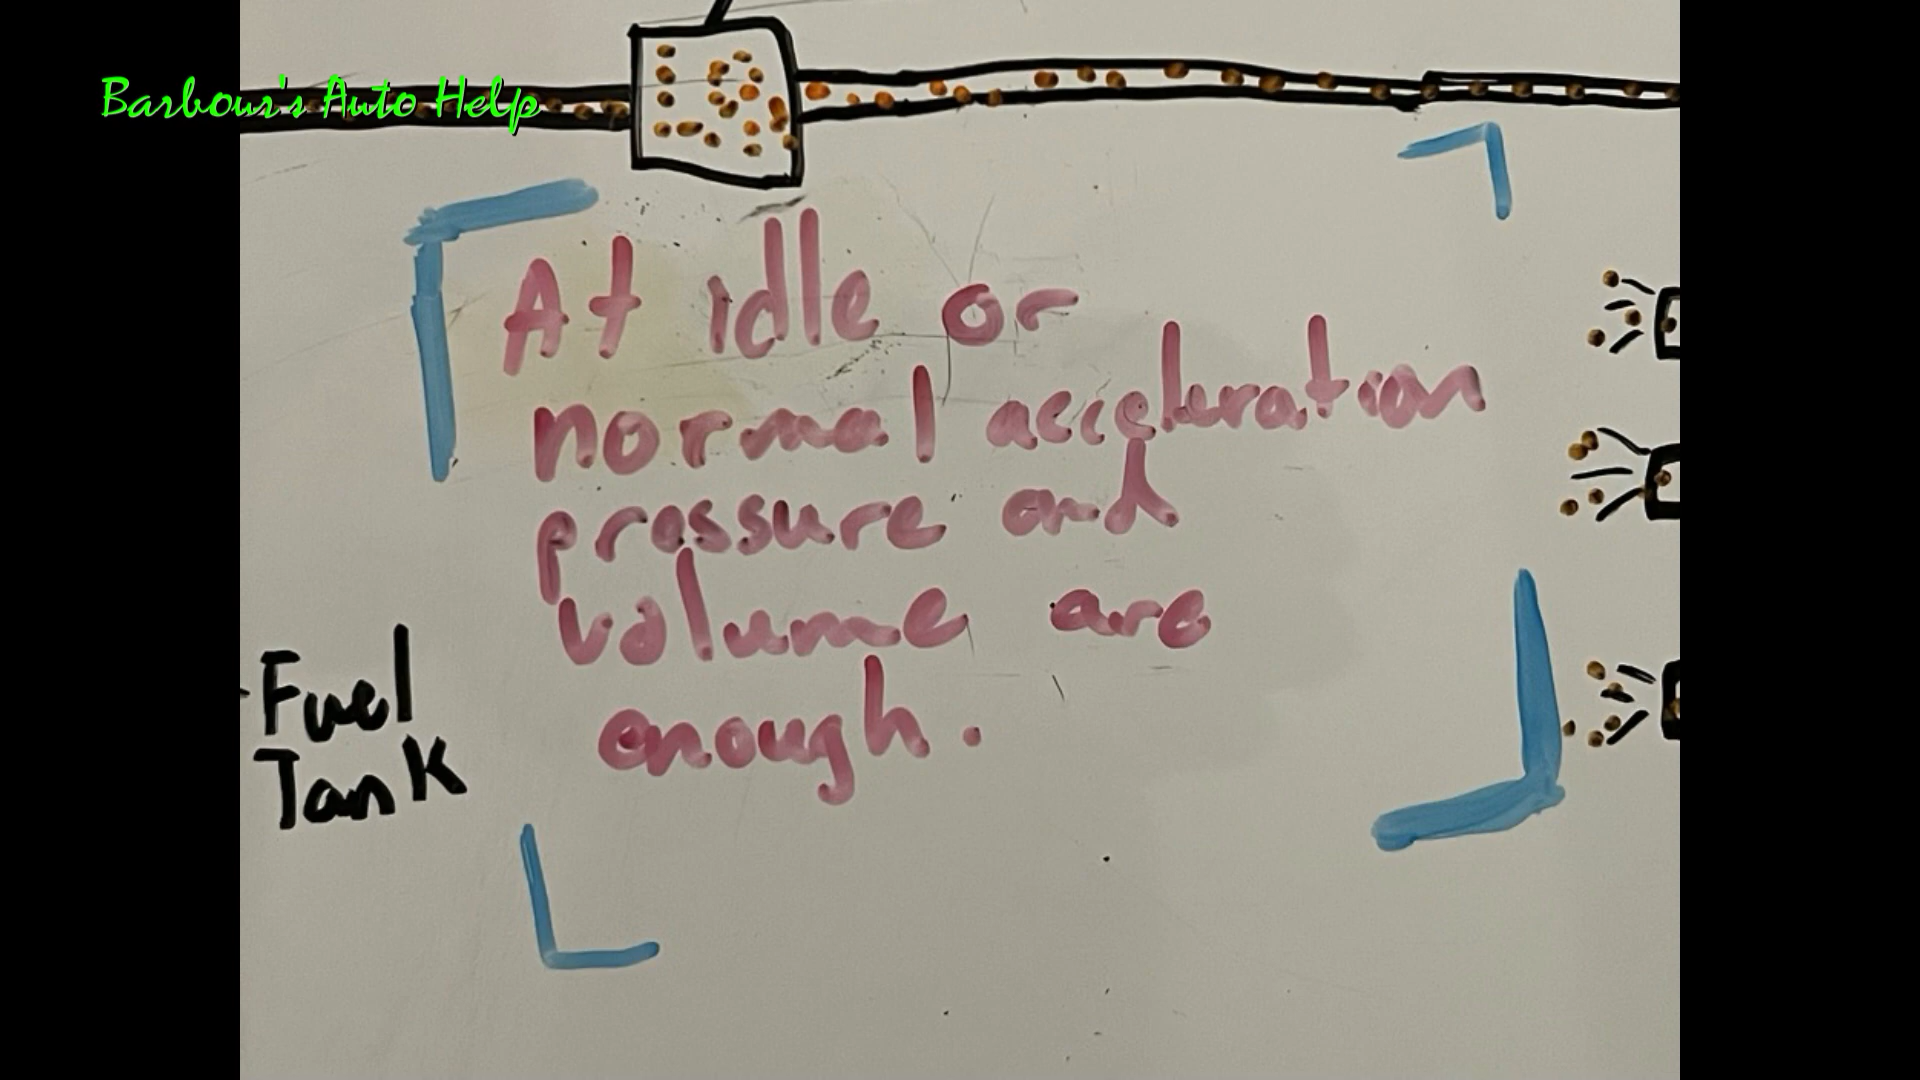 Barbour's Auto Help
At idle or
normal acceleration
pressure and
volume are
enough.
Fuel
Tank